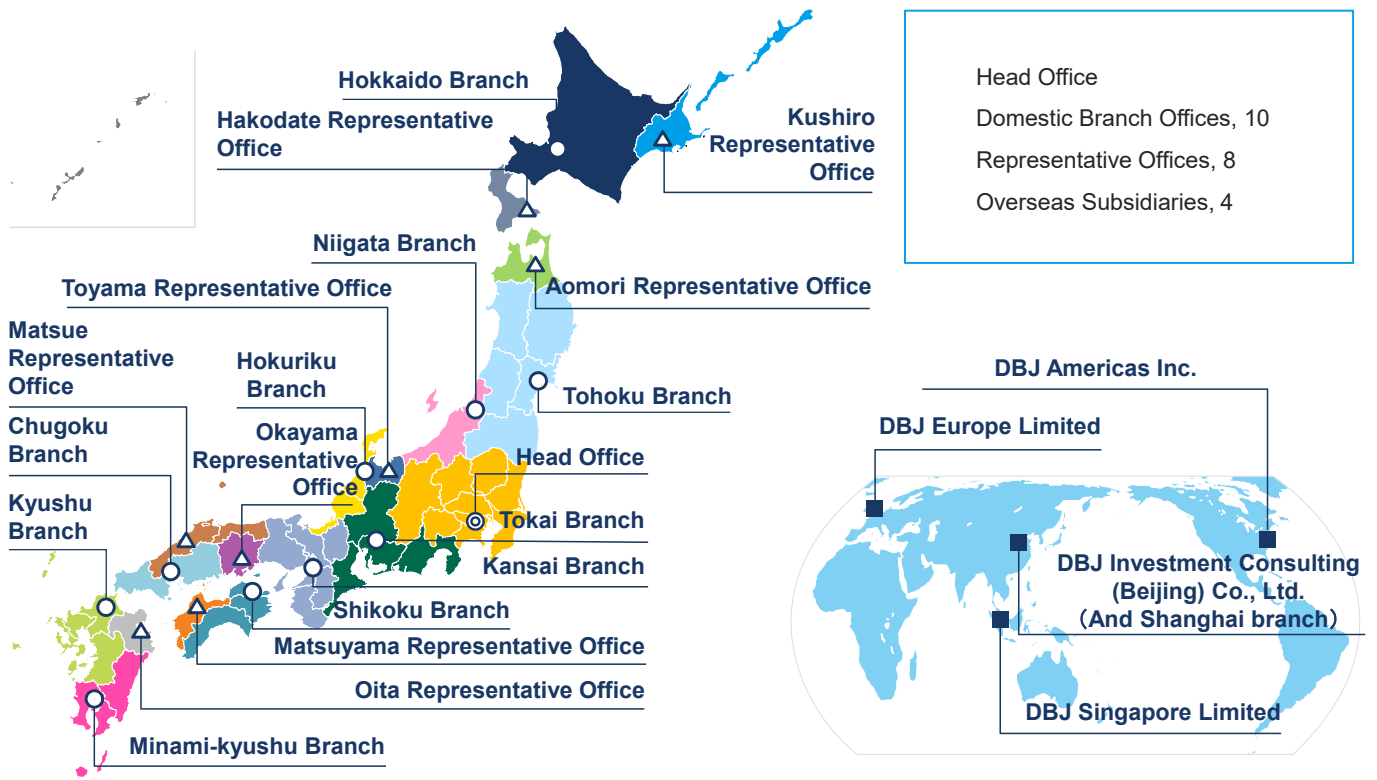 Hokkaido Branch
Hakodate Representative
Office
Kushiro
Representative
Office
Head Office
Domestic Branch Offices, 10
Representative Offices, 8
Overseas Subsidiaries, 4
Niigata Branch
Toyama Representative Office
Aomori Representative Office
Matsue
Representative
Office
Hokuriku
Branch
Tohoku Branch
Chugoku
Branch
Okayama
Representative
Office
Head Office
Kyushu
Branch
Tokai Branch
Kansai Branch
Shikoku Branch
Matsuyama Representative Office
Oita Representative Office
Minami-kyushu Branch
DBJ Americas Inc.
DBJ Europe Limited
DBJ Investment Consulting
(Beijing) Co., Ltd.
（And Shanghai branch）
DBJ Singapore Limited